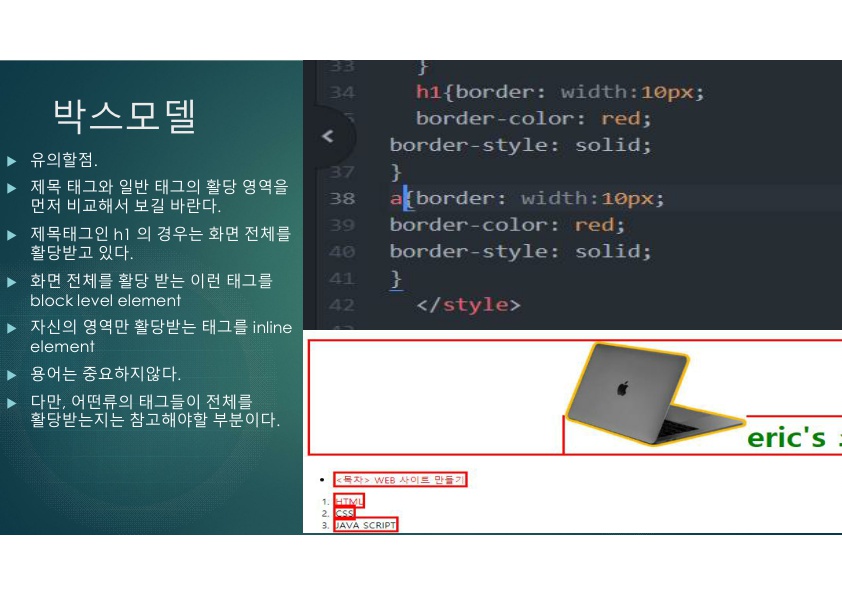 박스모델
유의할점.
제목 태그와 일반 태그의 활당 영역을
먼저 비교해서 보길 바란다.
제목태그인 h1 의 경우는 화면 전체를
활당받고 있다.
화면 전체를 활당 받는 이런 태그를
block level element
자신의 영역만 활당받는 태그를 inline
element
용어는 중요하지않다.
다만, 어떤류의 태그들이 전체를
활당받는지는 참고해야할 부분이다.
33 }
34 h1{border: width:10px;
border-color: red;
border-style: solid;
37 }
38 a{border: width:10px;
39 border-color: red;
40 border-style: solid;
41 }
42 </style>
eric's
<목차> WEB 사이트 만들기
1. HTML
2. CSS
3. JAVA SCRIPT